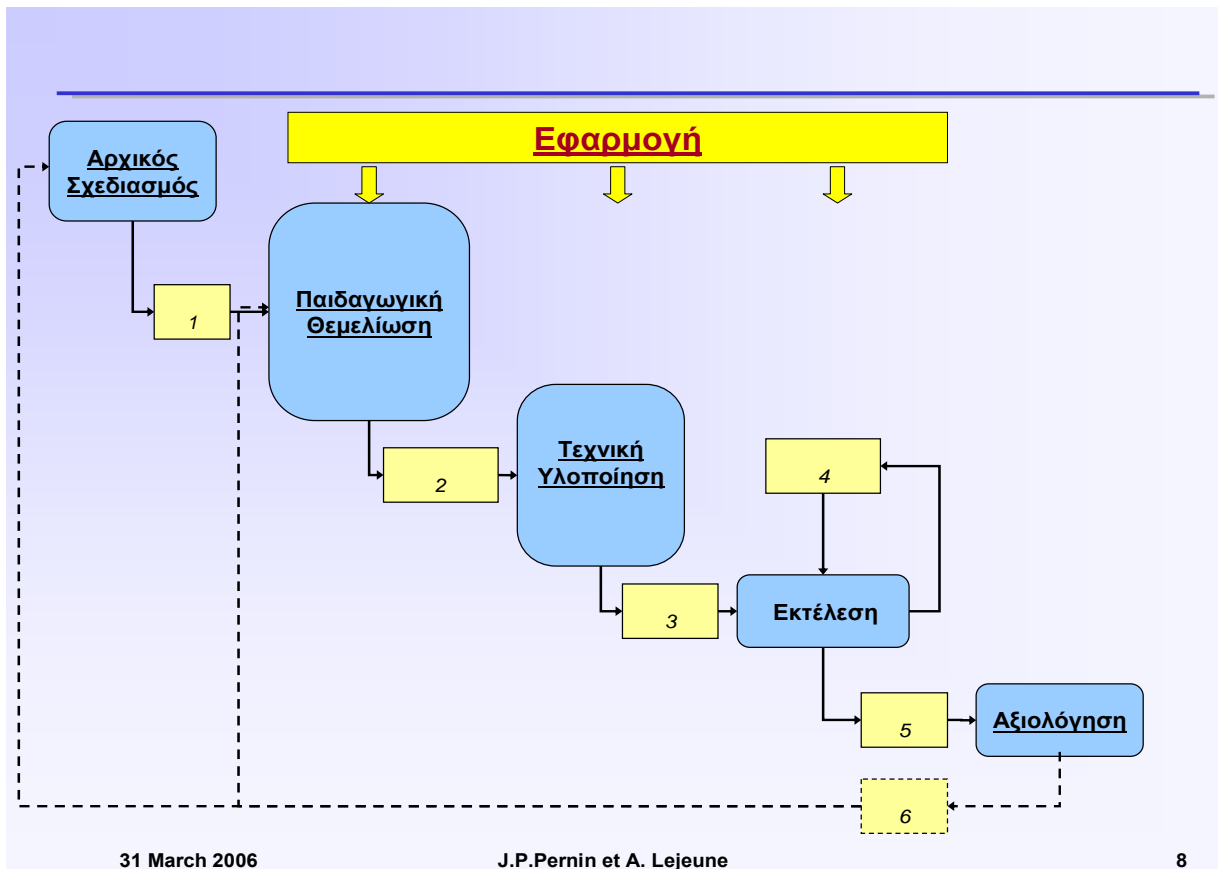 Εφαρμογή
Αρχικός
Σχεδιασμός
1
Παιδαγωγική
Θεμελίωση
2
Τεχνική
Υλοποίηση
4
3
Εκτέλεση
5
Αξιολόγηση
6
31 March 2006
J.P.Pernin et A. Lejeune
8